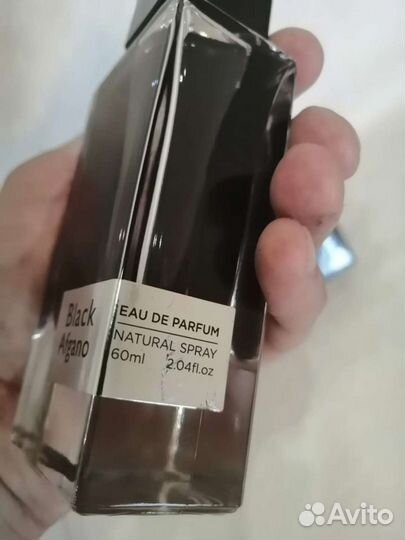 Black
Afgano
EAU DE PARFUM
NATURAL SPRAY
60ml 2.04fl.oz
Avito